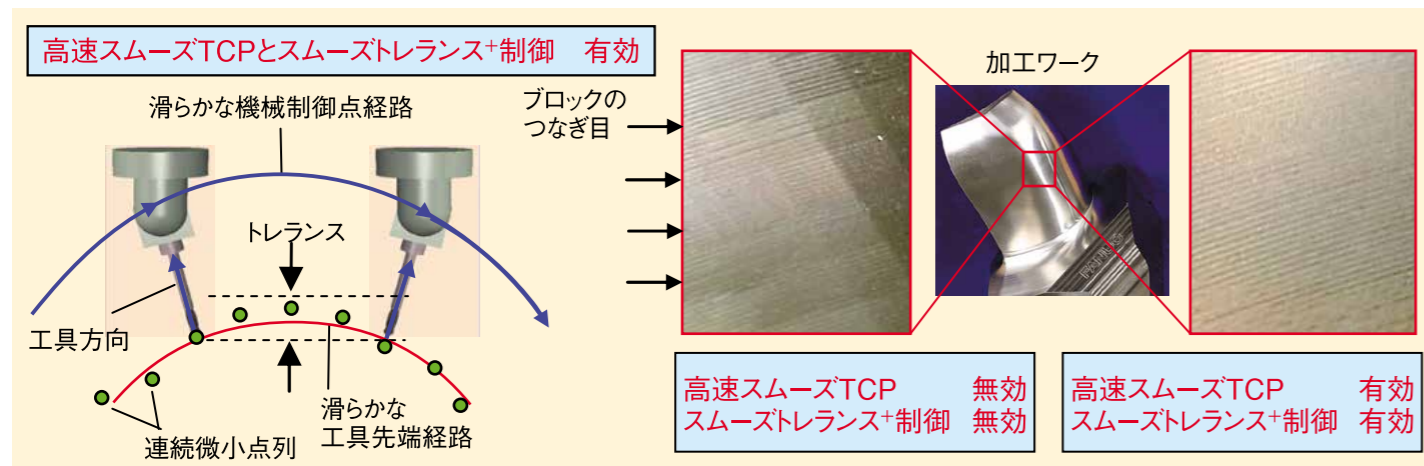 高速スムーズTCPとスムーズトレランス+制御　有効
滑らかな機械制御点経路
トレランス
工具方向
滑らかな
工具先端経路
連続微小点列
ブロックの
つなぎ目
加工ワーク
高速スムーズTCP　無効
スムーズトレランス+制御　無効
高速スムーズTCP　有効
スムーズトレランス+制御　有効